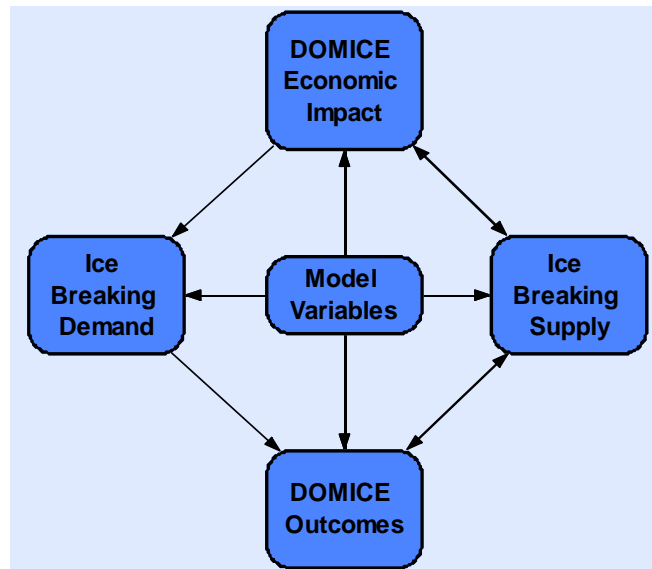 DOMICE
Economic
Impact
Ice
Breaking
Demand
Model
Variables
Ice
Breaking
Supply
DOMICE
Outcomes